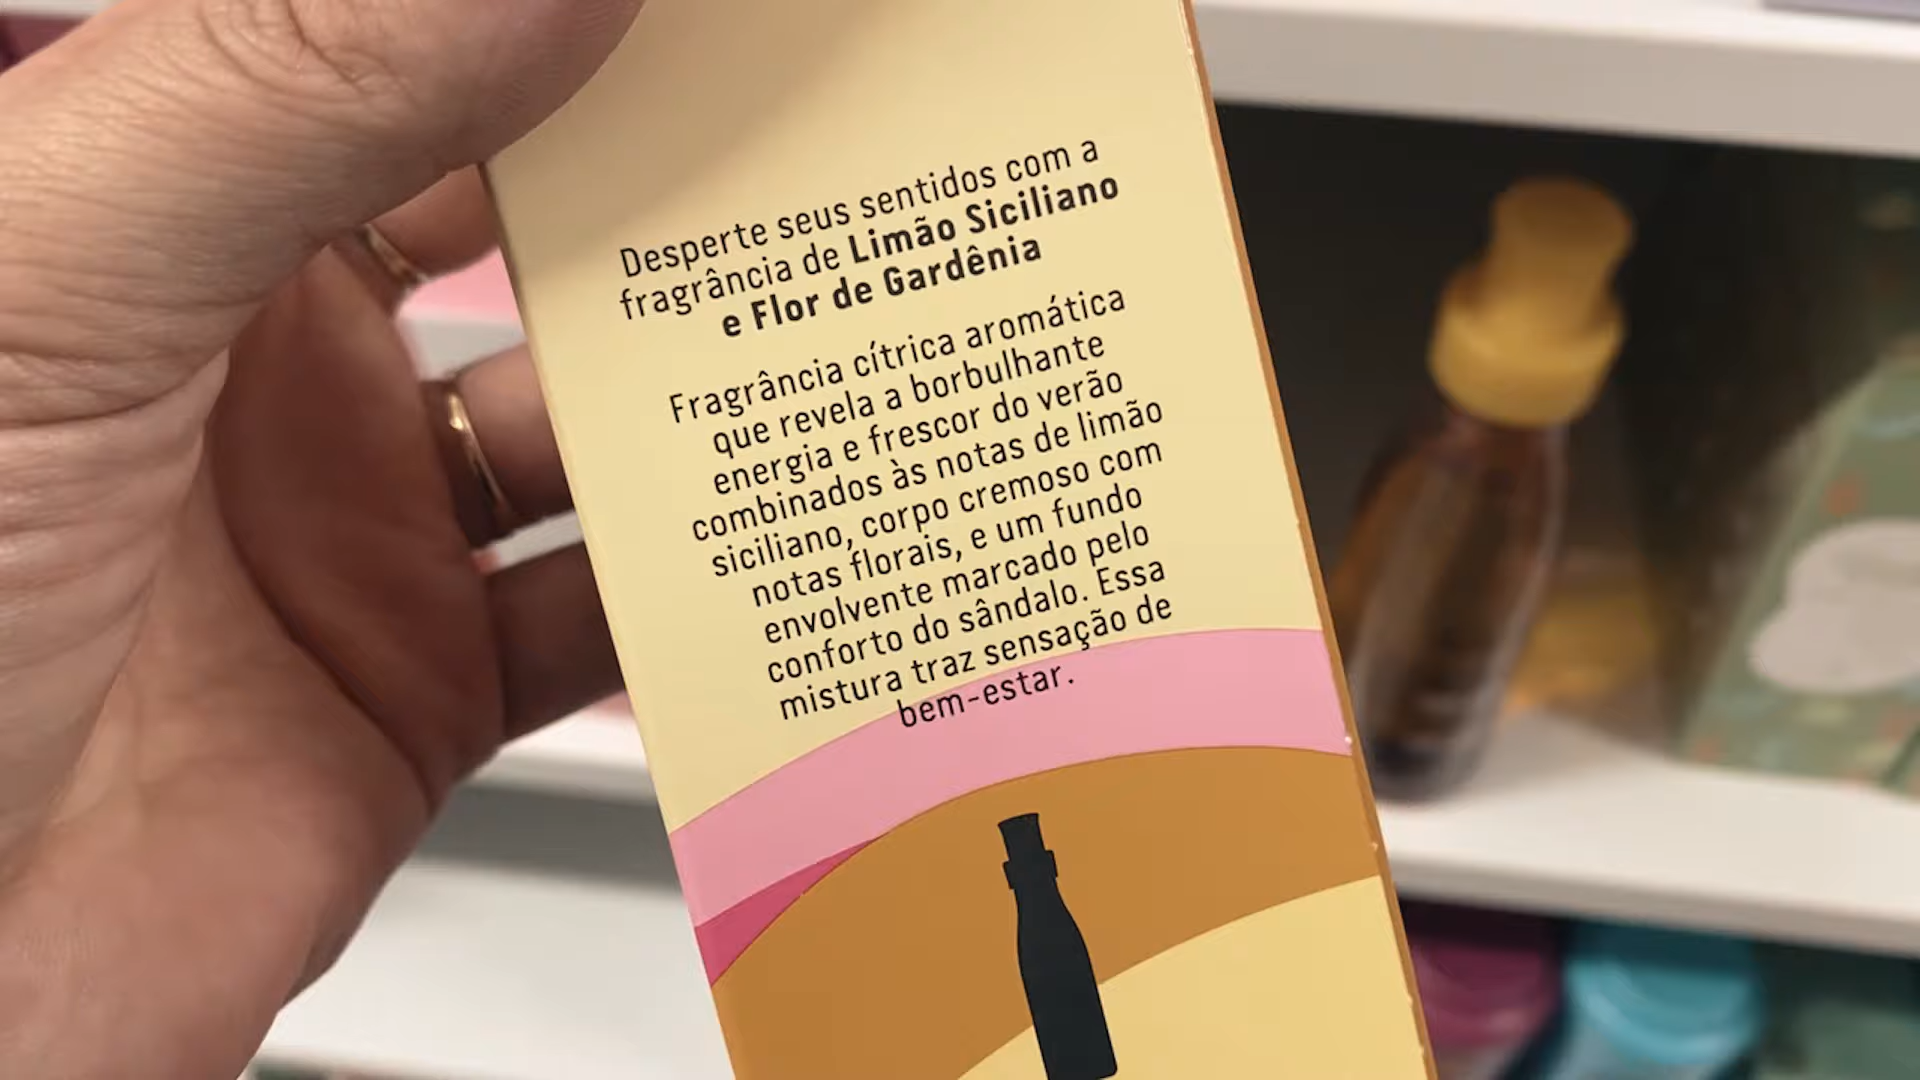 Desperte seus sentidos com a
fragrância de Limão Siciliano
e Flor de Gardênia
Fragrância cítrica aromática
que revela a borbulhante
energia e frescor do verão
combinados às notas de limão
siciliano, corpo cremoso com
notas florais, e um fundo
envolvente marcado pelo
conforto do sândalo. Essa
mistura traz sensação de
bem-estar.